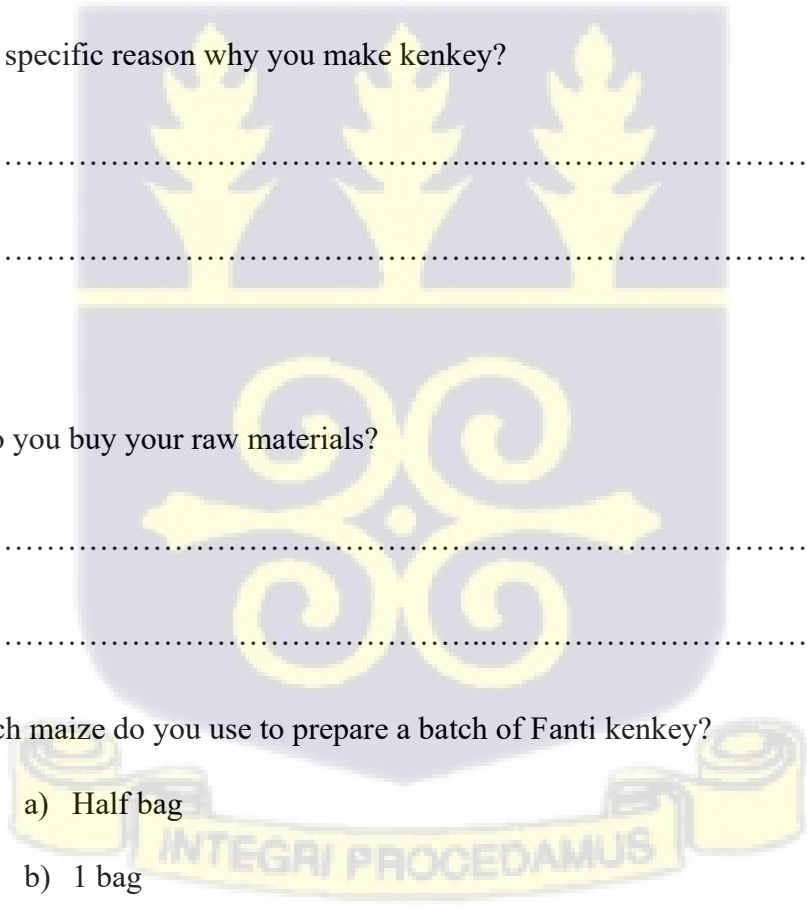 specific reason why you make kenkey?
……………………………………………...……………………………
……………………………………………...……………………………
you buy your raw materials?
……………………………………………...……………………………
……………………………………………...……………………………
maize do you use to prepare a batch of Fanti kenkey?
a) Half bag
INTEGRI PROCEDAMUS
b) 1 bag